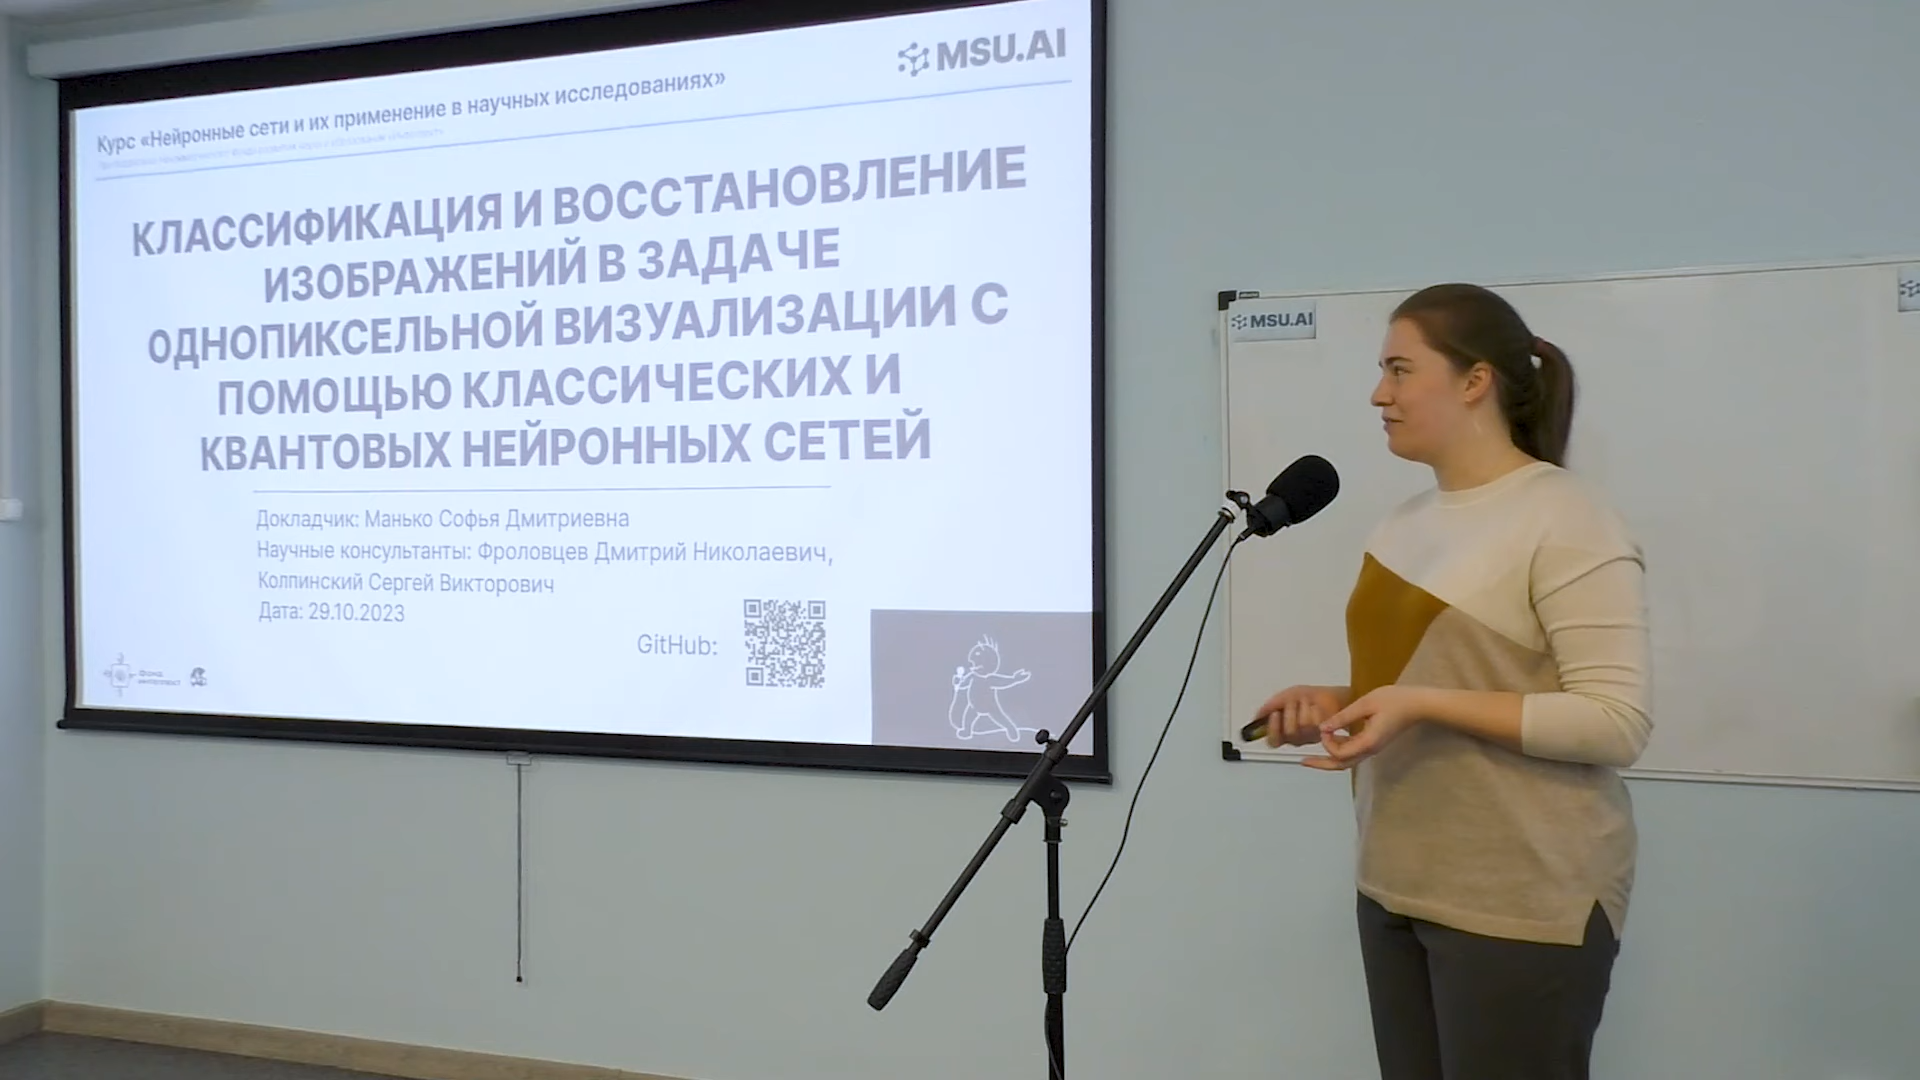 MSU.AI
Курс «Нейронные сети и их применение в научных исследованиях»
КЛАССИФИКАЦИЯ И ВОССТАНОВЛЕНИЕ
ИЗОБРАЖЕНИЙ В ЗАДАЧЕ
ОДНОПИКСЕЛЬНОЙ ВИЗУАЛИЗАЦИИ С
ПОМОЩЬЮ КЛАССИЧЕСКИХ И
КВАНТОВЫХ НЕЙРОННЫХ СЕТЕЙ
Докладчик: Манько Софья Дмитриевна
Научные консультанты: Фроловцев Дмитрий Николаевич,
Колпинский Сергей Викторович
Дата: 29.10.2023
GitHub:
MSU.AI